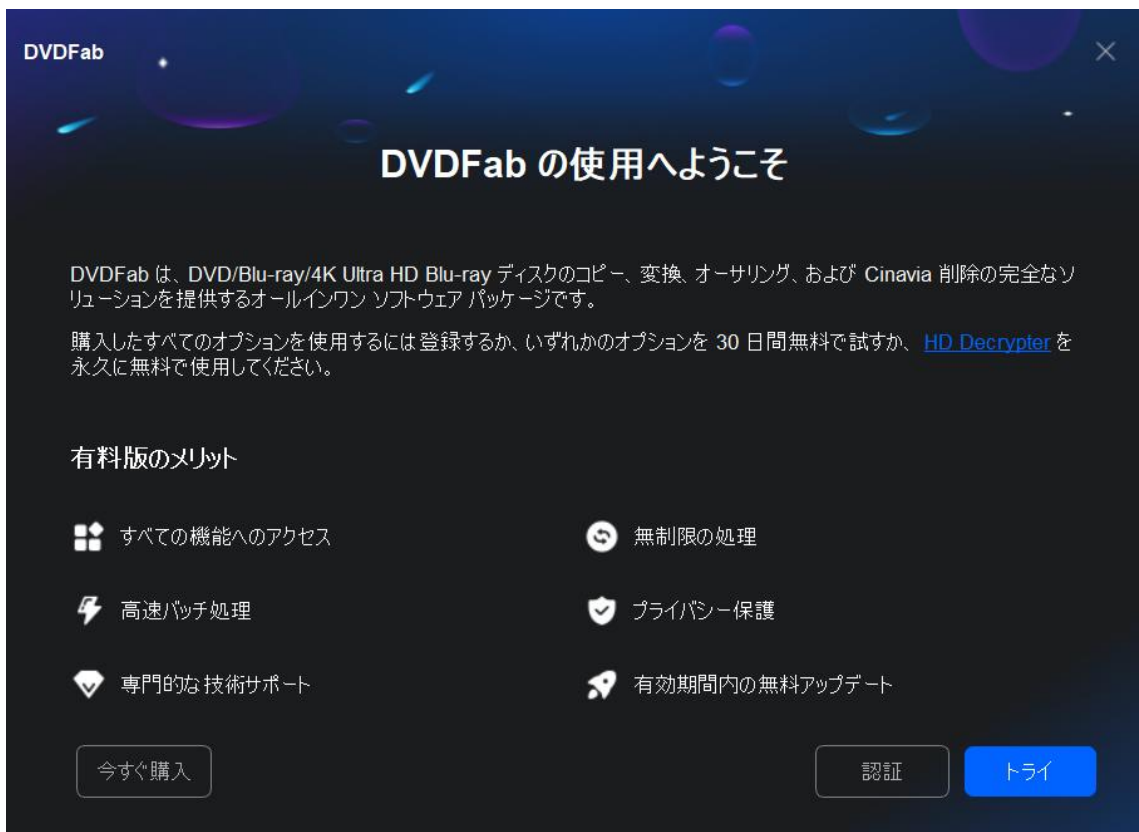 DVDFab
DVDFab の使用へようこそ
DVDFab は、DVD/Blu-ray/4K Ultra HD Blu-ray ディスクのコピー、変換、オーサリング、および Cinavia 削除の完全なソ
リューションを提供するオールインワン ソフトウェア パッケージです。
購入したすべてのオプションを使用するには登録するか、いずれかのオプションを 30 日間無料で試すか、 HD Decrypter を
永久に無料で使用してください。
有料版のメリット
すべての機能へのアクセス
無制限の処理
高速バッチ処理
プライバシー保護
専門的な技術サポート
有効期間内の無料アップデート
今すぐ購入
認証
トライ